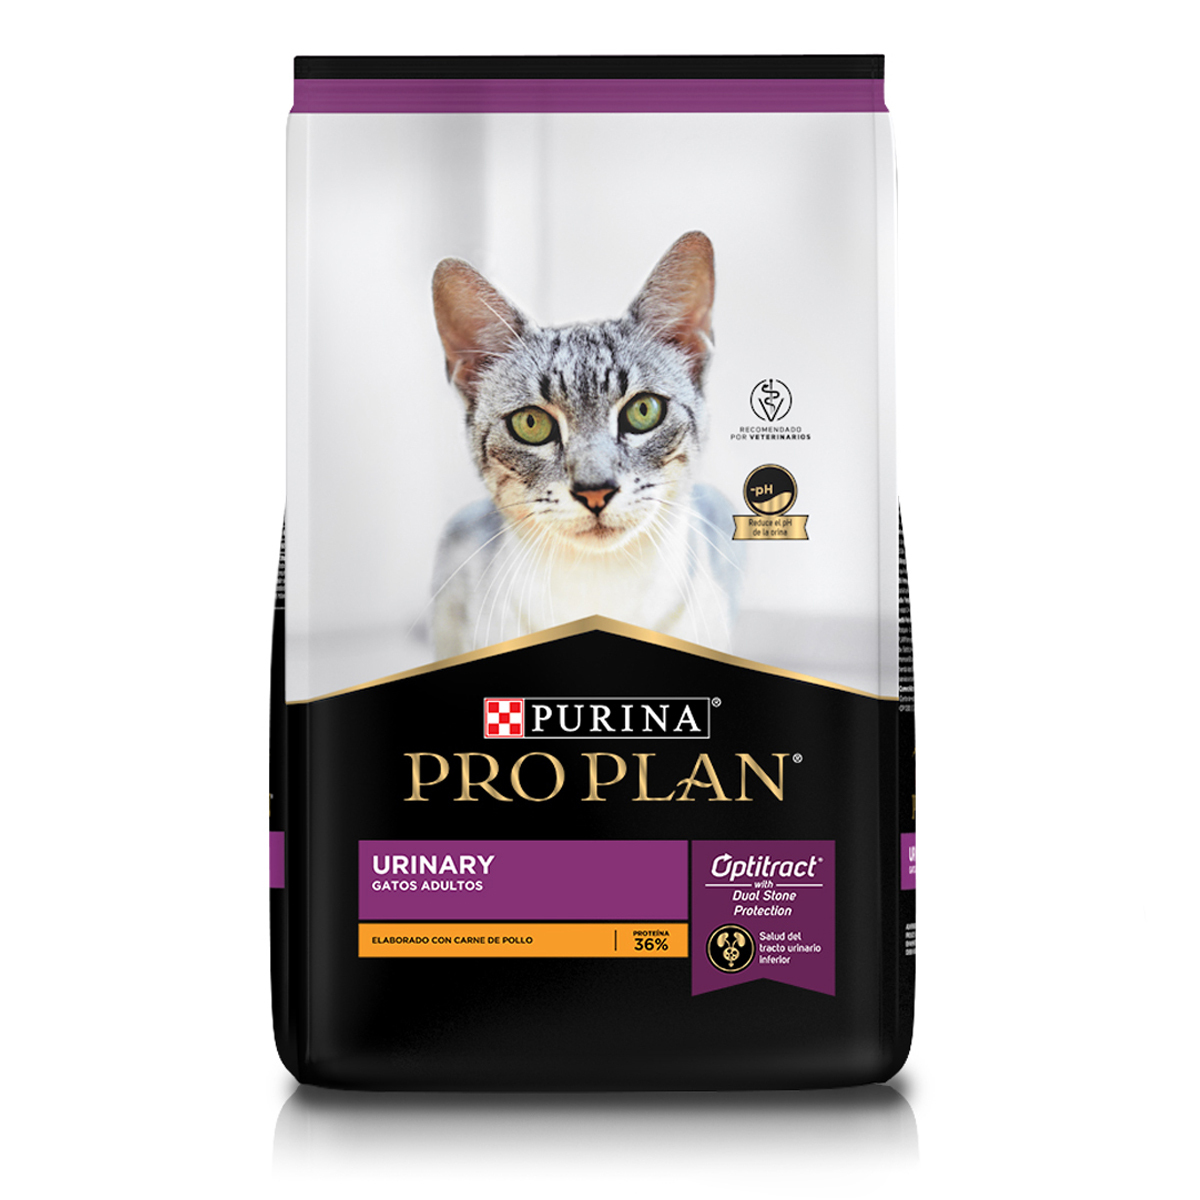 RECOMENDADO
POR VETERINARIOS
-pH
Reduce el pH
de la orina
PURINA®
PRO PLAN®
URINARY
GATOS ADULTOS
ELABORADO CON CARNE DE POLLO
PROTEÍNA
36%
Optitract®
with
Dual Stone
Protection
Salud del
tracto urinario
inferior